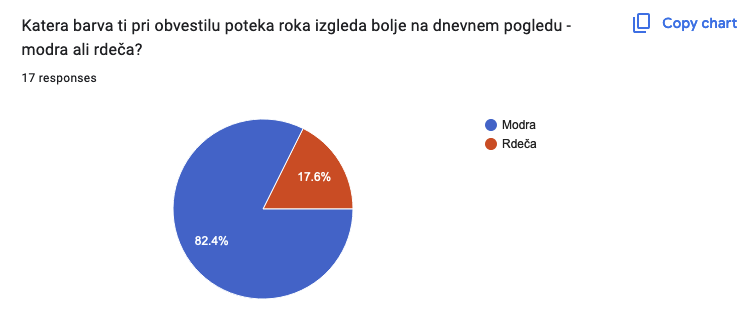 Katera barva ti pri obvestilu poteka roka izgleda bolje na dnevnem pogledu -
modra ali rdeča?
Copy chart
17 responses
Modra
Rdeča
17.6%
82.4%